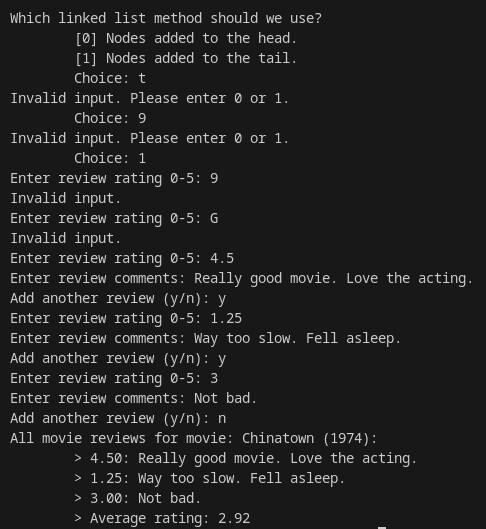 Which linked list method should we use?
[0] Nodes added to the head.
[1] Nodes added to the tail.
Choice: t
Invalid input. Please enter 0 or 1.
Choice: 9
Invalid input. Please enter 0 or 1.
Choice: 1
Enter review rating 0-5: 9
Invalid input.
Enter review rating 0-5: G
Invalid input.
Enter review rating 0-5: 4.5
Enter review comments: Really good movie. Love the acting.
Add another review (y/n): y
Enter review rating 0-5: 1.25
Enter review comments: Way too slow. Fell asleep.
Add another review (y/n): y
Enter review rating 0-5: 3
Enter review comments: Not bad.
Add another review (y/n): n
All movie reviews for movie: Chinatown (1974):
> 4.50: Really good movie. Love the acting.
> 1.25: Way too slow. Fell asleep.
> 3.00: Not bad.
> Average rating: 2.92